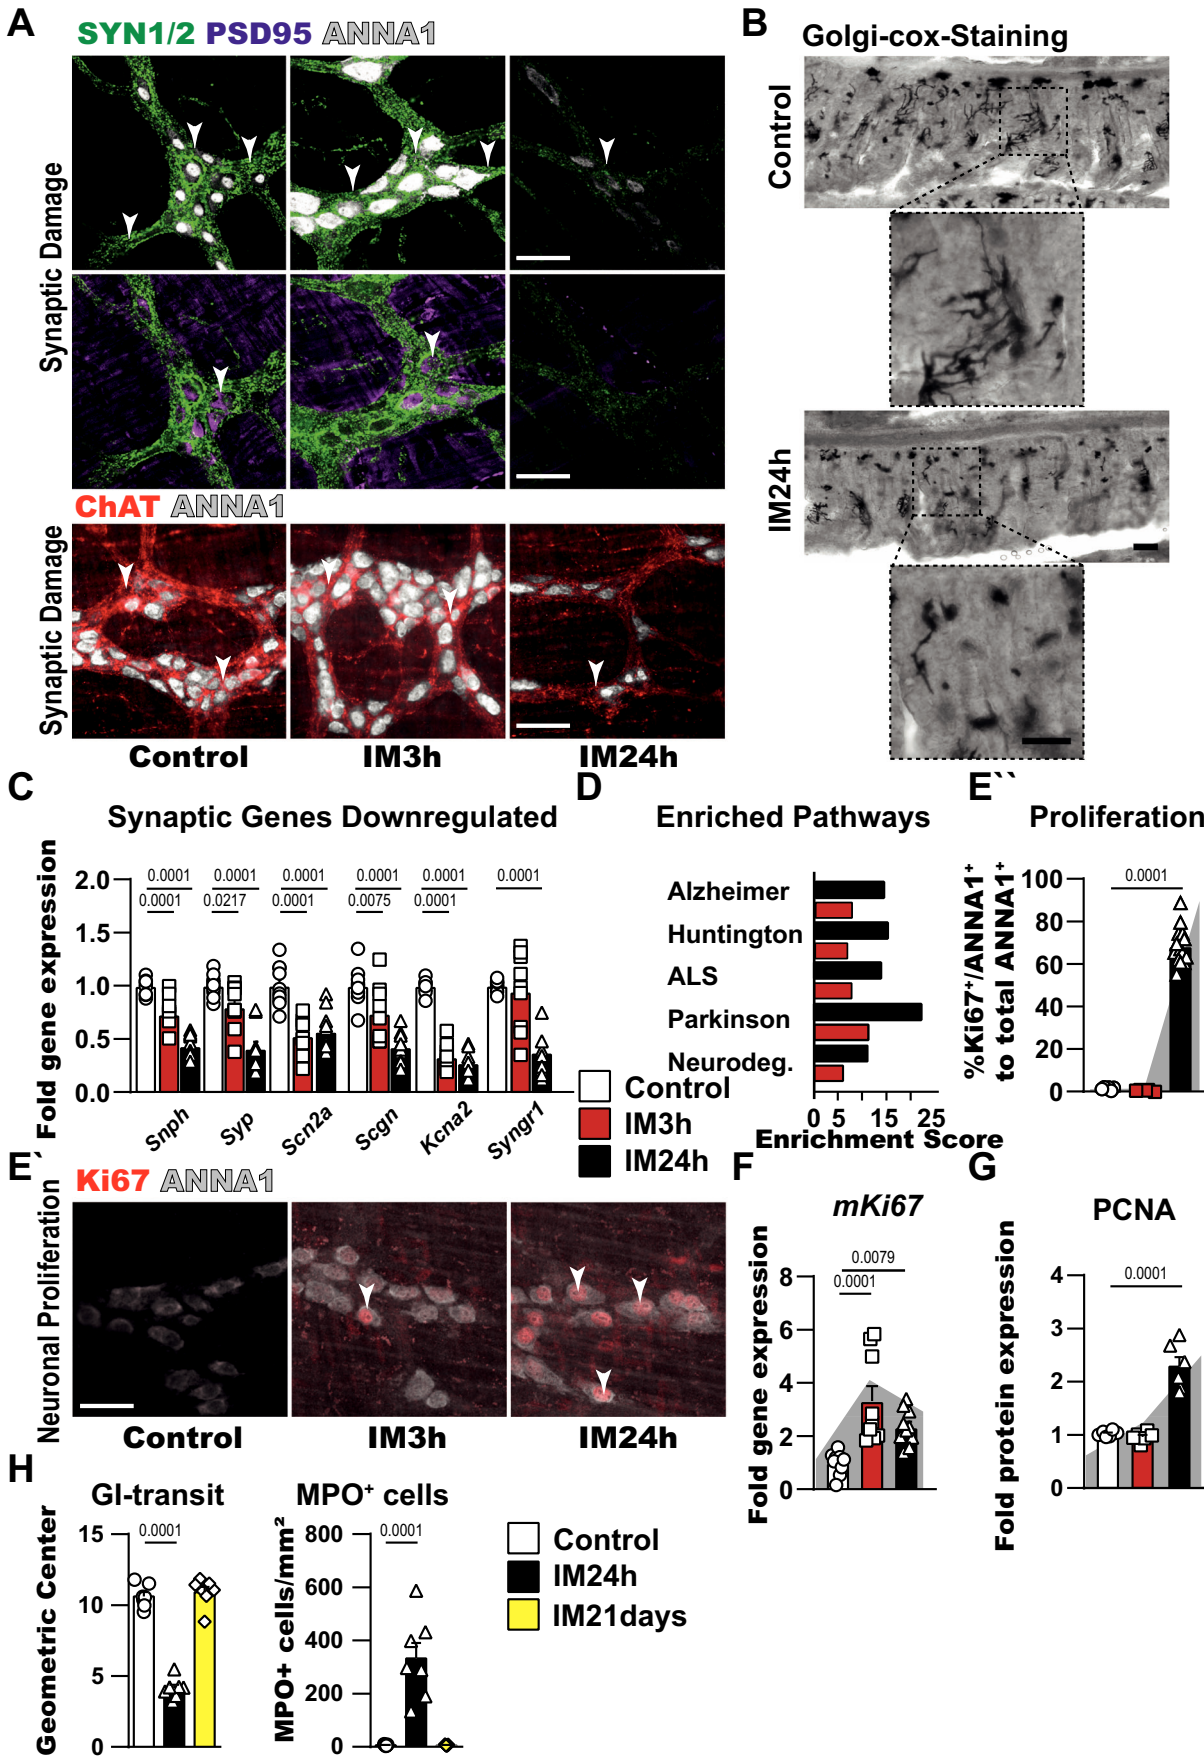 A
SYN1/2 PSD95 ANNA1
Synaptic Damage
ChAT ANNA1
Synaptic Damage
Control IM3h IM24h
B
Golgi-cox-Staining
Control
IM24h
C
Synaptic Genes Downregulated
Fold gene expression
2.0
1.5
1.0
0.5
0.0
0.0001 0.0001 0.0001 0.0001 0.0001 0.0001
0.0001 0.0217 0.0001 0.0075 0.0001
Snph Syp Scn2a Scgn Kcna2 Syngr1
Control
IM3h
IM24h
D
Enriched Pathways
Alzheimer
Huntington
ALS
Parkinson
Neurodeg.
0 5 15 25
Enrichment Score
E``
Proliferation
%Ki67+/ANNA1+
to total ANNA1+
100
80
60
40
20
0
0.0001
E`
Ki67 ANNA1
Neuronal Proliferation
Control IM3h IM24h
F
mKi67
Fold gene expression
8
6
4
2
0
0.0079
0.0001
G
PCNA
Fold protein expression
4
3
2
1
0
0.0001
H
GI-transit
Geometric Center
15
10
5
0
0.0001
MPO+ cells
MPO+ cells/mm²
800
600
400
200
0
0.0001
Control
IM24h
IM21days